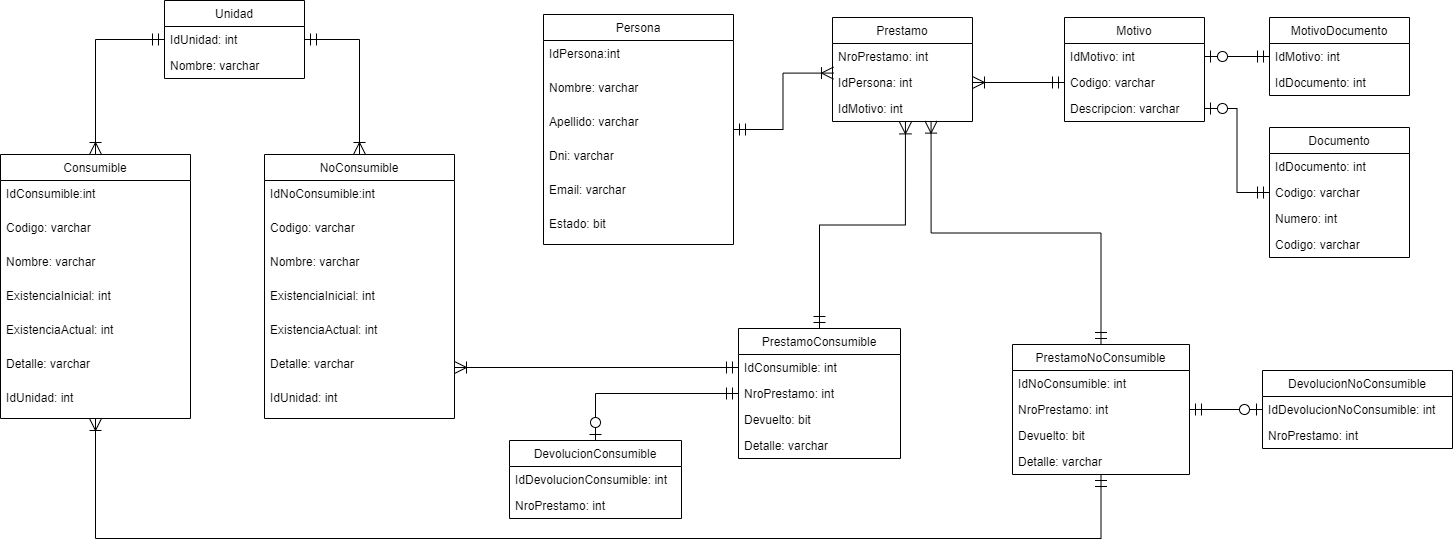 Unidad
IdUnidad: int
Nombre: varchar
Persona
IdPersona:int
Nombre: varchar
Apellido: varchar
Dni: varchar
Email: varchar
Estado: bit
Prestamo
NroPrestamo: int
IdPersona: int
IdMotivo: int
Motivo
IdMotivo: int
Codigo: varchar
Descripcion: varchar
MotivoDocumento
IdMotivo: int
IdDocumento: int
Documento
IdDocumento: int
Codigo: varchar
Numero: int
Codigo: varchar
Consumible
IdConsumible:int
Codigo: varchar
Nombre: varchar
ExistenciaInicial: int
ExistenciaActual: int
Detalle: varchar
IdUnidad: int
NoConsumible
IdNoConsumible:int
Codigo: varchar
Nombre: varchar
ExistenciaInicial: int
ExistenciaActual: int
Detalle: varchar
IdUnidad: int
PrestamoConsumible
IdConsumible: int
NroPrestamo: int
Devuelto: bit
Detalle: varchar
PrestamoNoConsumible
IdNoConsumible: int
NroPrestamo: int
Devuelto: bit
Detalle: varchar
DevolucionNoConsumible
IdDevolucionNoConsumible: int
NroPrestamo: int
DevolucionConsumible
IdDevolucionConsumible: int
NroPrestamo: int